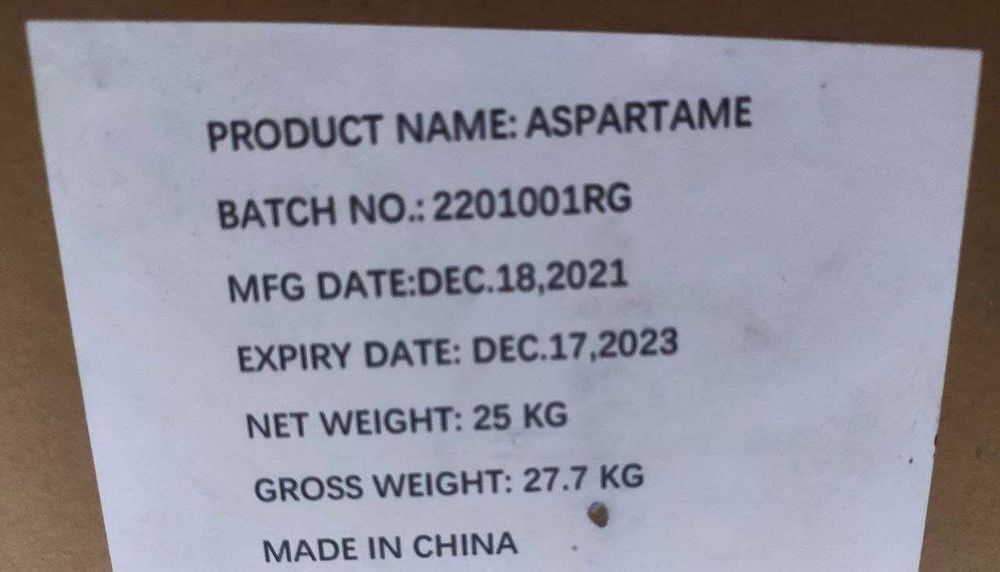 PRODUCT NAME: ASPARTAME
BATCH NO.: 2201001RG
MFG DATE:DEC.18,2021
EXPIRY DATE: DEC.17,2023
NET WEIGHT: 25 KG
GROSS WEIGHT: 27.7 KG
MADE IN CHINA